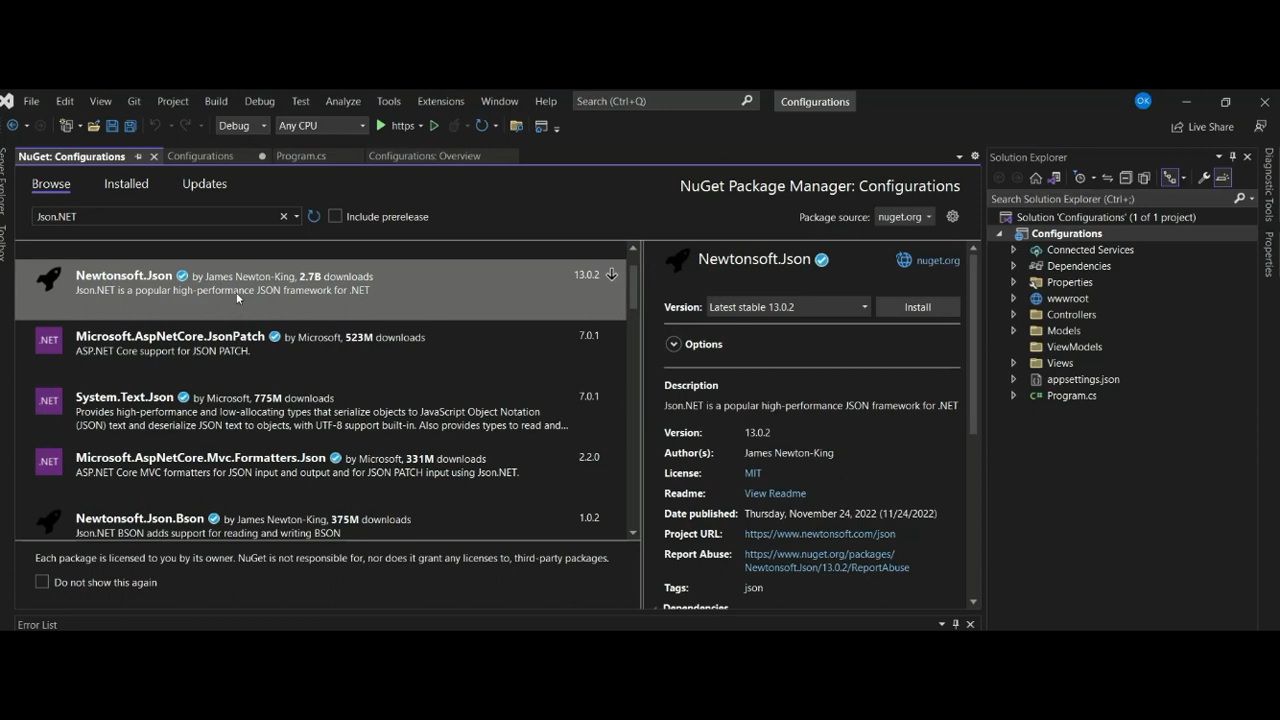 File Edit View Git Project Build Debug Test Analyze Tools Extensions Window Help Search (Ctrl+Q) Configurations OK
Debug Any CPU https Live Share
Server Explorer
Toolbox
NuGet: Configurations Configurations Program.cs Configurations: Overview
Browse Installed Updates
NuGet Package Manager: Configurations
Json.NET Include prerelease
Package source: nuget.org
Newtonsoft.Json by James Newton-King, 2.7B downloads 13.0.2
Json.NET is a popular high-performance JSON framework for .NET
.NET Microsoft.AspNetCore.JsonPatch by Microsoft, 523M downloads 7.0.1
ASP.NET Core support for JSON PATCH.
.NET System.Text.Json by Microsoft, 775M downloads 7.0.1
Provides high-performance and low-allocating types that serialize objects to JavaScript Object Notation
(JSON) text and deserialize JSON text to objects, with UTF-8 support built-in. Also provides types to read and...
.NET Microsoft.AspNetCore.Mvc.Formatters.Json by Microsoft, 331M downloads 2.2.0
ASP.NET Core MVC formatters for JSON input and output and for JSON PATCH input using Json.NET.
Newtonsoft.Json.Bson by James Newton-King, 375M downloads 1.0.2
Json.NET BSON adds support for reading and writing BSON
Each package is licensed to you by its owner. NuGet is not responsible for, nor does it grant any licenses to, third-party packages.
Do not show this again
Newtonsoft.Json nuget.org
Version: Latest stable 13.0.2 Install
Options
Description
Json.NET is a popular high-performance JSON framework for .NET
Version: 13.0.2
Author(s): James Newton-King
License: MIT
Readme: View Readme
Date published: Thursday, November 24, 2022 (11/24/2022)
Project URL: https://www.newtonsoft.com/json
Report Abuse: https://www.nuget.org/packages/
Newtonsoft.Json/13.0.2/ReportAbuse
Tags: json
Dependencies
Error List
Solution Explorer
Search Solution Explorer (Ctrl+;)
Solution 'Configurations' (1 of 1 project)
Configurations
Connected Services
Dependencies
Properties
wwwroot
Controllers
Models
ViewModels
Views
appsettings.json
Program.cs
Diagnostic Tools
Properties